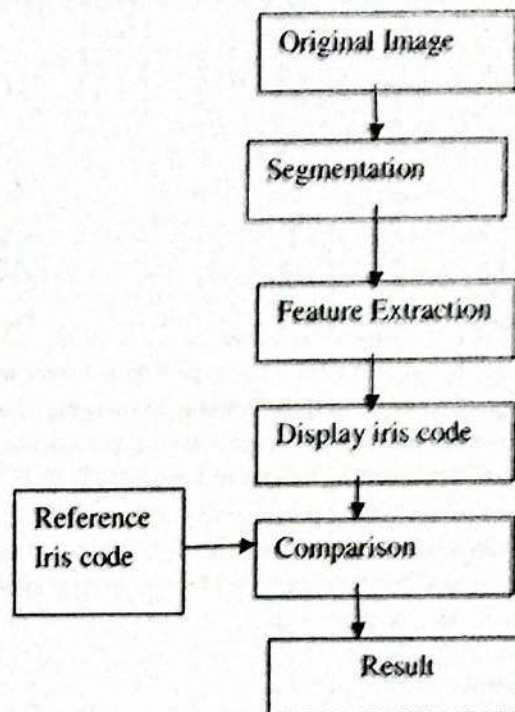 Original Image
Segmentation
Feature Extraction
Display iris code
Reference
Iris code
Comparison
Result